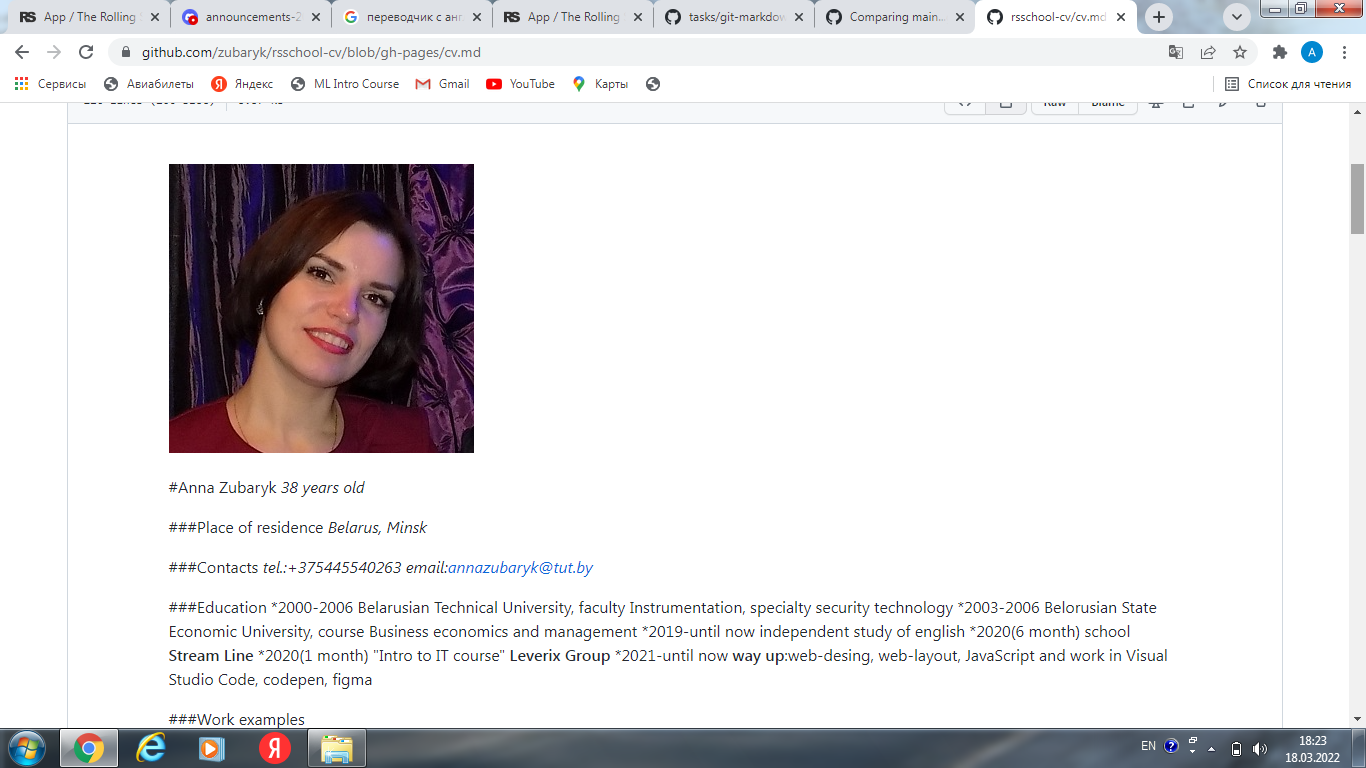 App / The Rolling
announcements-2
переводчик с анг
App / The Rolling
tasks/git-markdow
Comparing main...
rsschool-cv/cv.md
github.com/zubaryk/rsschool-cv/blob/gh-pages/cv.md
A
Сервисы Авиабилеты Яндекс ML Intro Course Gmail YouTube Карты Список для чтения
Raw Blame
#Anna Zubaryk 38 years old
###Place of residence Belarus, Minsk
###Contacts tel.:+375445540263 email:annazubaryk@tut.by
###Education *2000-2006 Belarusian Technical University, faculty Instrumentation, specialty security technology *2003-2006 Belorusian State
Economic University, course Business economics and management *2019-until now independent study of english *2020(6 month) school
Stream Line *2020(1 month) "Intro to IT course" Leverix Group *2021-until now way up:web-desing, web-layout, JavaScript and work in Visual
Studio Code, codepen, figma
###Work examples
EN
18:23
18.03.2022